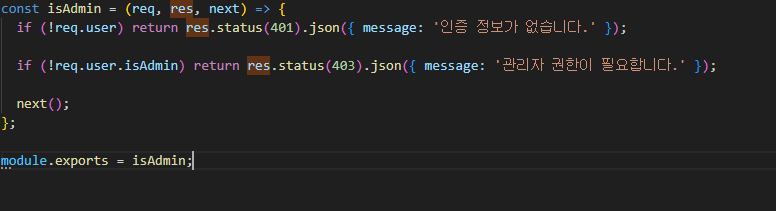 const isAdmin = (req, res, next) => {
  if (!req.user) return res.status(401).json({ message: '인증 정보가 없습니다.' });
  if (!req.user.isAdmin) return res.status(403).json({ message: '관리자 권한이 필요합니다.' });
  next();
};
module.exports = isAdmin;